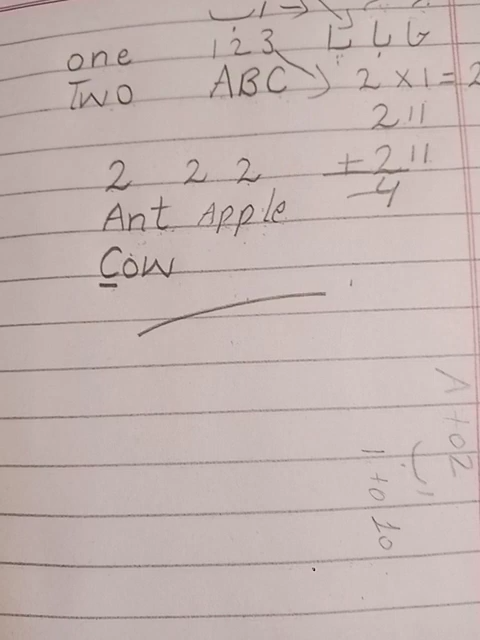 ا ب
one 123
Two ABC 2 x 1 = 2
2 ||
2 2 2 + 2 ||
Ant Apple 4
Cow
A to Z
ا ب
1 to 10